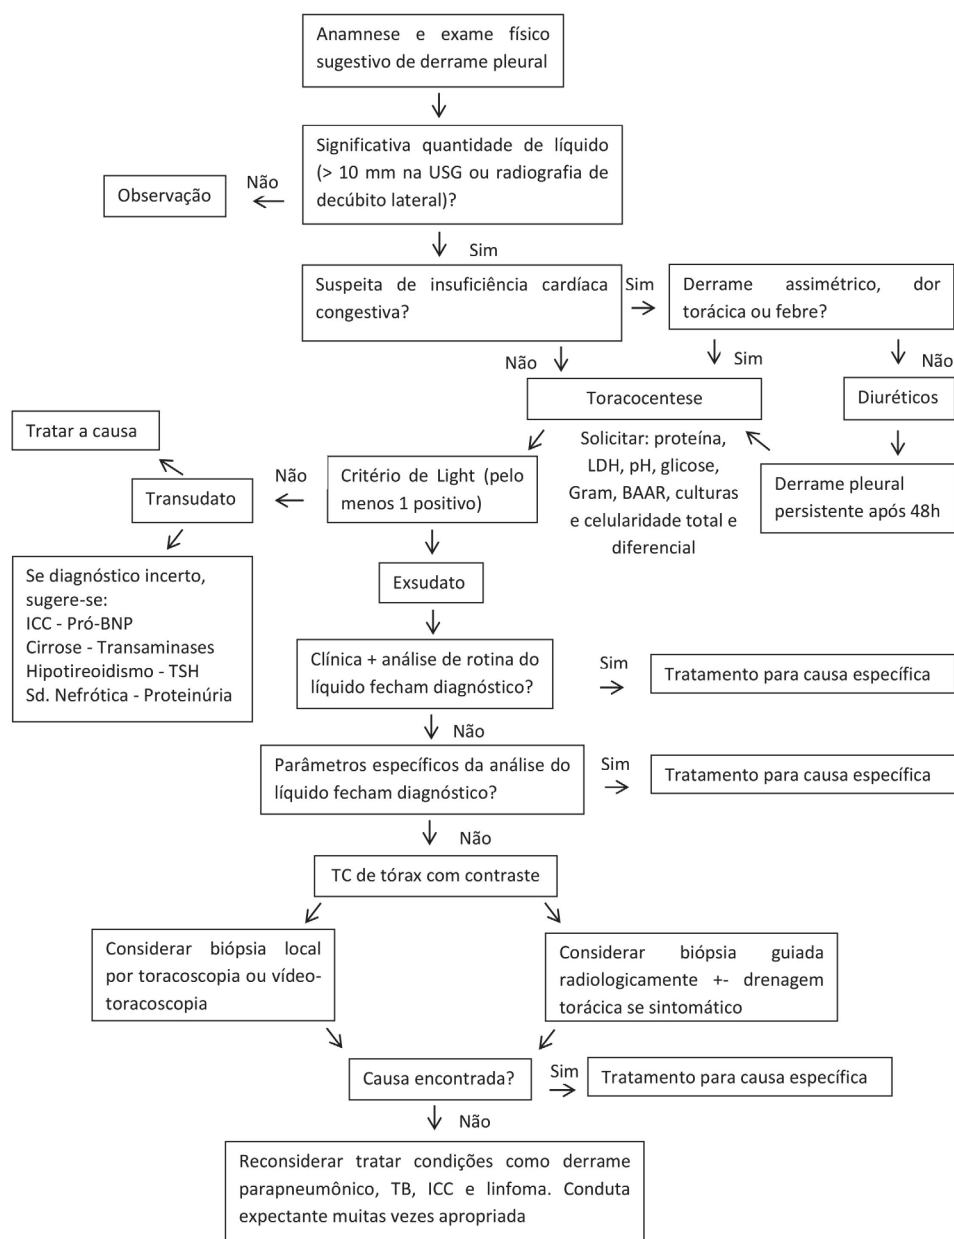 Anamnese e exame físico
sugestivo de derrame pleural
Significativa quantidade de líquido
(> 10 mm na USG ou radiografia de
decúbito lateral)?
Não
Observação
Sim
Suspeita de insuficiência cardíaca
congestiva?
Sim
Derrame assimétrico, dor
torácica ou febre?
Não
Sim
Não
Toracocentese
Diuréticos
Solicitar: proteína,
LDH, pH, glicose,
Gram, BAAR, culturas
e celularidade total e
diferencial
Derrame pleural
persistente após 48h
Critério de Light (pelo
menos 1 positivo)
Não
Transudato
Tratar a causa
Se diagnóstico incerto,
sugere-se:
ICC - Pró-BNP
Cirrose - Transaminases
Hipotireoidismo - TSH
Sd. Nefrótica - Proteinúria
Exsudato
Clínica + análise de rotina do
líquido fecham diagnóstico?
Sim
Tratamento para causa específica
Não
Parâmetros específicos da análise do
líquido fecham diagnóstico?
Sim
Tratamento para causa específica
Não
TC de tórax com contraste
Considerar biópsia local
por toracoscopia ou vídeo-
toracoscopia
Considerar biópsia guiada
radiologicamente +- drenagem
torácica se sintomático
Causa encontrada?
Sim
Tratamento para causa específica
Não
Reconsiderar tratar condições como derrame
parapneumônico, TB, ICC e linfoma. Conduta
expectante muitas vezes apropriada